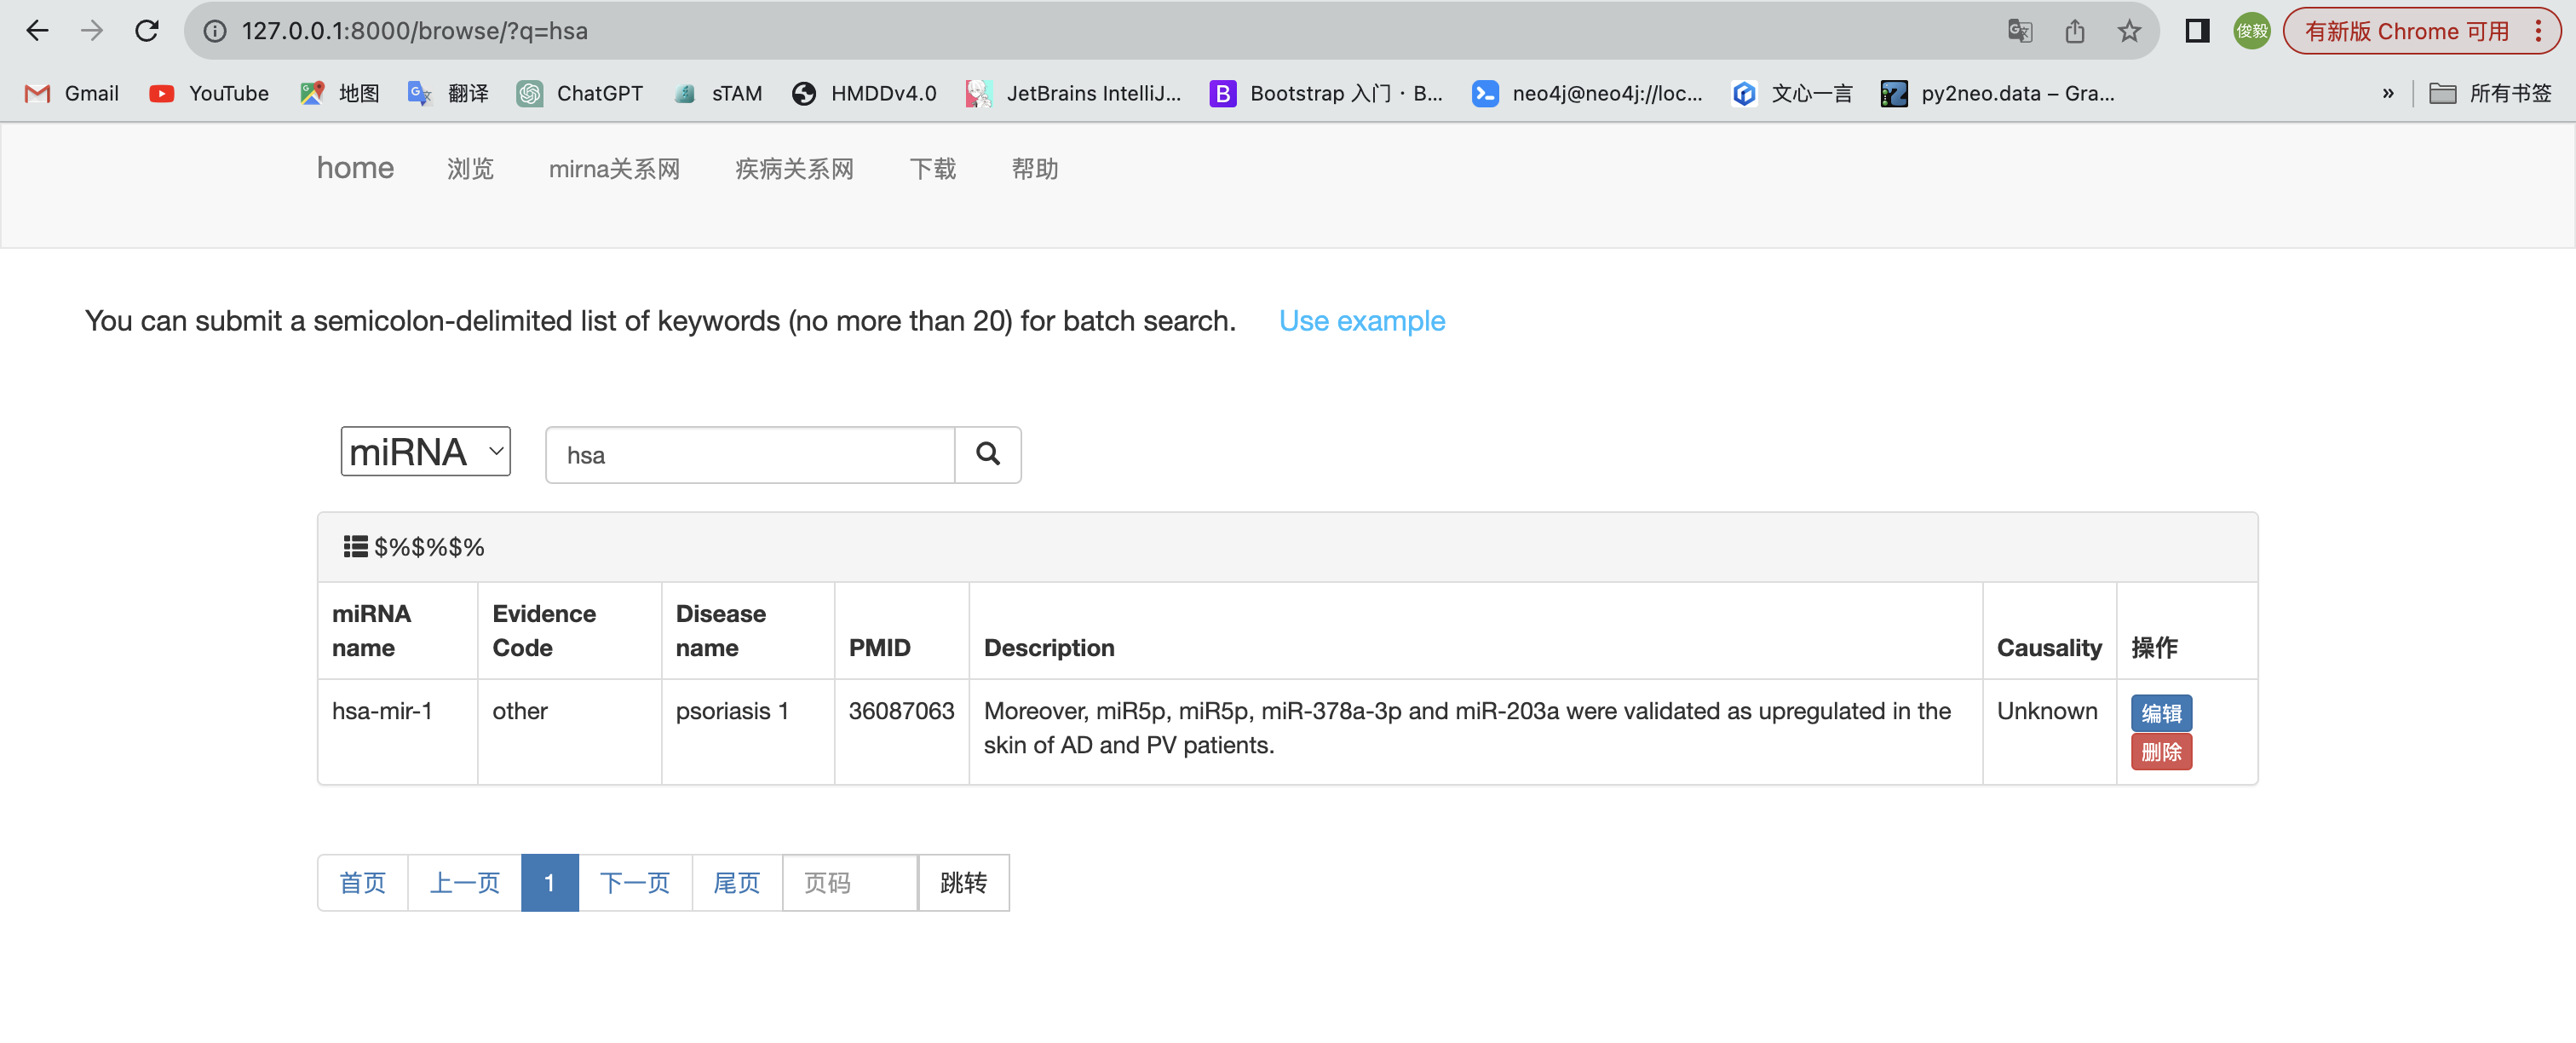 127.0.0.1:8000/browse/?q=hsa
俊毅
有新版 Chrome 可用
Gmail YouTube 地图 翻译 ChatGPT sTAM HMDDv4.0 JetBrains IntelliJ... Bootstrap 入门 · B... neo4j@neo4j://loc... 文心一言 py2neo.data – Gra... » 所有书签
home 浏览 mirna关系网 疾病关系网 下载 帮助
You can submit a semicolon-delimited list of keywords (no more than 20) for batch search. Use example
miRNA hsa
$%$%$%
miRNA name Evidence Code Disease name PMID Description Causality 操作
hsa-mir-1 other psoriasis 1 36087063 Moreover, miR5p, miR5p, miR-378a-3p and miR-203a were validated as upregulated in the Unknown 编辑
skin of AD and PV patients. 删除
首页 上一页 1 下一页 尾页 页码 跳转